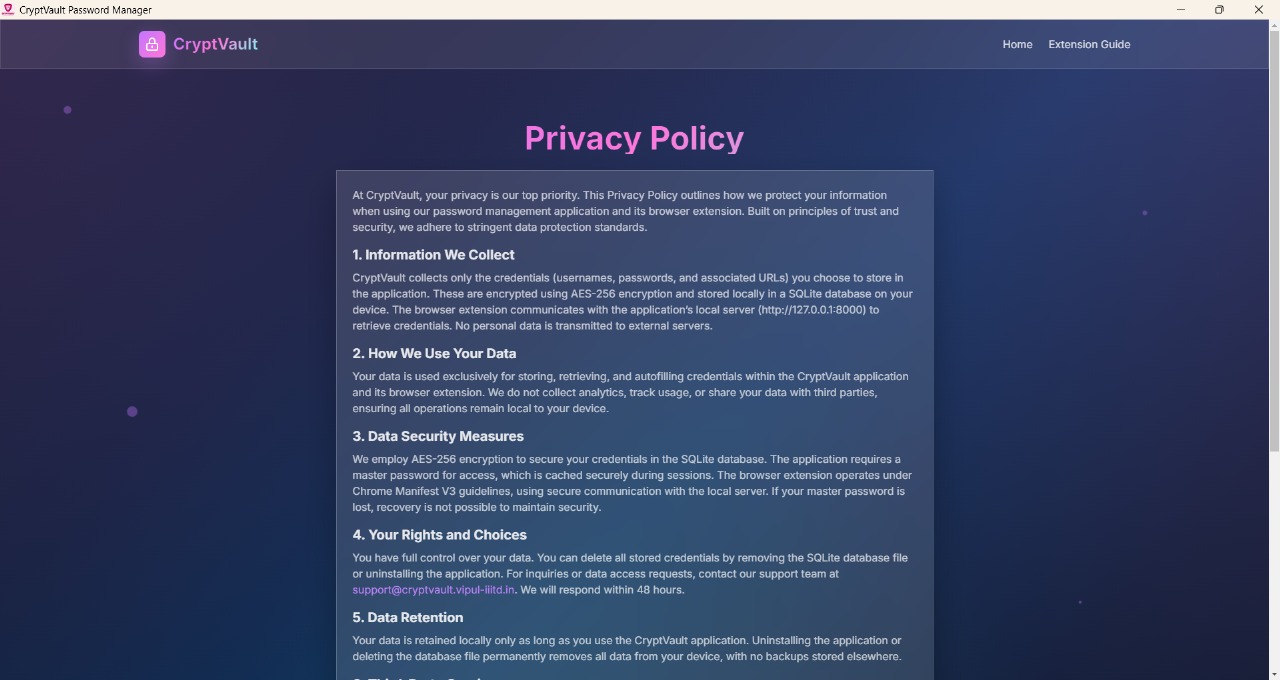 CryptVault Password Manager
CryptVault
Home
Extension Guide
Privacy Policy
At CryptVault, your privacy is our top priority. This Privacy Policy outlines how we protect your information
when using our password management application and its browser extension. Built on principles of trust and
security, we adhere to stringent data protection standards.
1. Information We Collect
CryptVault collects only the credentials (usernames, passwords, and associated URLs) you choose to store in
the application. These are encrypted using AES-256 encryption and stored locally in a SQLite database on your
device. The browser extension communicates with the application's local server (http://127.0.0.1:8000) to
retrieve credentials. No personal data is transmitted to external servers.
2. How We Use Your Data
Your data is used exclusively for storing, retrieving, and autofilling credentials within the CryptVault application
and its browser extension. We do not collect analytics, track usage, or share your data with third parties,
ensuring all operations remain local to your device.
3. Data Security Measures
We employ AES-256 encryption to secure your credentials in the SQLite database. The application requires a
master password for access, which is cached securely during sessions. The browser extension operates under
Chrome Manifest V3 guidelines, using secure communication with the local server. If your master password is
lost, recovery is not possible to maintain security.
4. Your Rights and Choices
You have full control over your data. You can delete all stored credentials by removing the SQLite database file
or uninstalling the application. For inquiries or data access requests, contact our support team at
support@cryptvault.vipul-iiitd.in. We will respond within 48 hours.
5. Data Retention
Your data is retained locally only as long as you use the CryptVault application. Uninstalling the application or
deleting the database file permanently removes all data from your device, with no backups stored elsewhere.